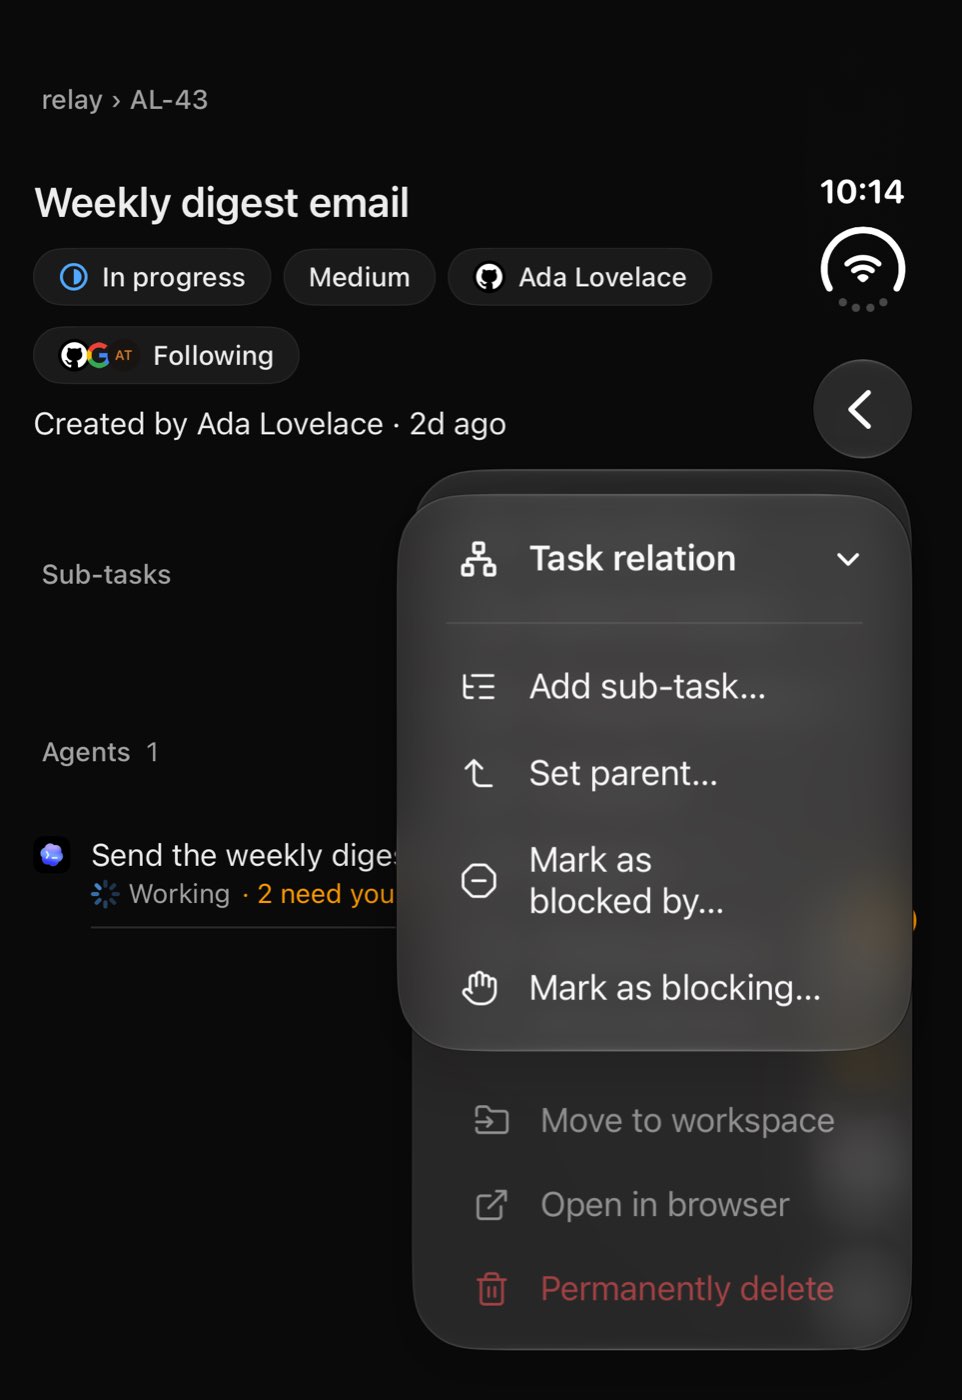 relay › AL-43
Weekly digest email
10:14
In progress
Medium
Ada Lovelace
AT Following
Created by Ada Lovelace · 2d ago
Sub-tasks
Agents 1
Send the weekly
Working · 2 need you
Task relation
Add sub-task...
Set parent...
Mark as
blocked by...
Mark as blocking...
Move to workspace
Open in browser
Permanently delete